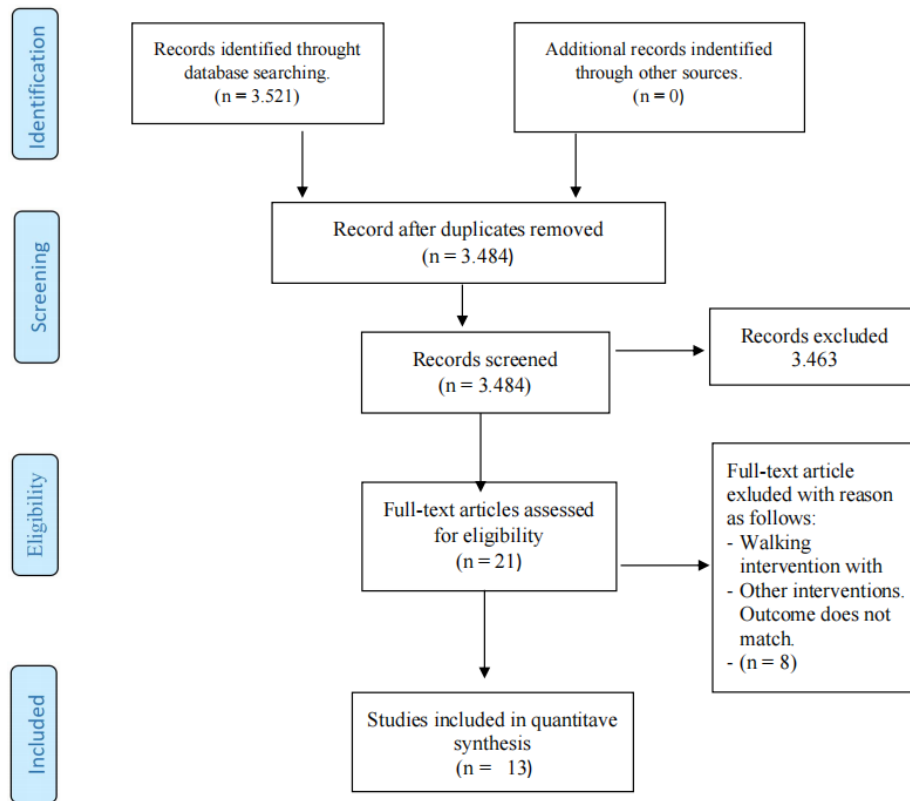 Identification
Records identified throught
database searching.
(n = 3.521)
Additional records indentified
through other sources.
(n = 0)
Screening
Record after duplicates removed
(n = 3.484)
Records screened
(n = 3.484)
Records excluded
3.463
Eligibility
Full-text articles assessed
for eligibility
(n = 21)
Full-text article
exluded with reason
as follows:
- Walking
intervention with
- Other interventions.
Outcome does not
match.
- (n = 8)
Included
Studies included in quantitave
synthesis
(n = 13)